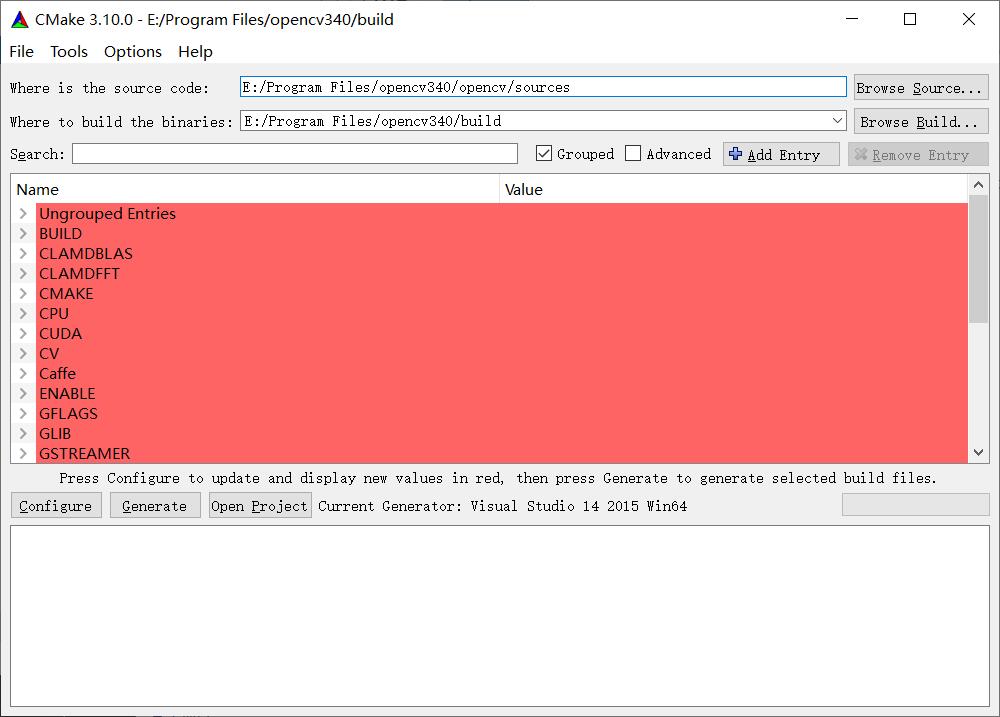 CMake 3.10.0 - E:/Program Files/opencv340/build
File Tools Options Help
Where is the source code: E:/Program Files/opencv340/opencv/sources Browse Source...
Where to build the binaries: E:/Program Files/opencv340/build Browse Build...
Search: Grouped Advanced Add Entry Remove Entry
Name Value
Ungrouped Entries
BUILD
CLAMDBLAS
CLAMDFFT
CMAKE
CPU
CUDA
CV
Caffe
ENABLE
GFLAGS
GLIB
GSTREAMER
Press Configure to update and display new values in red, then press Generate to generate selected build files.
Configure Generate Open Project Current Generator: Visual Studio 14 2015 Win64